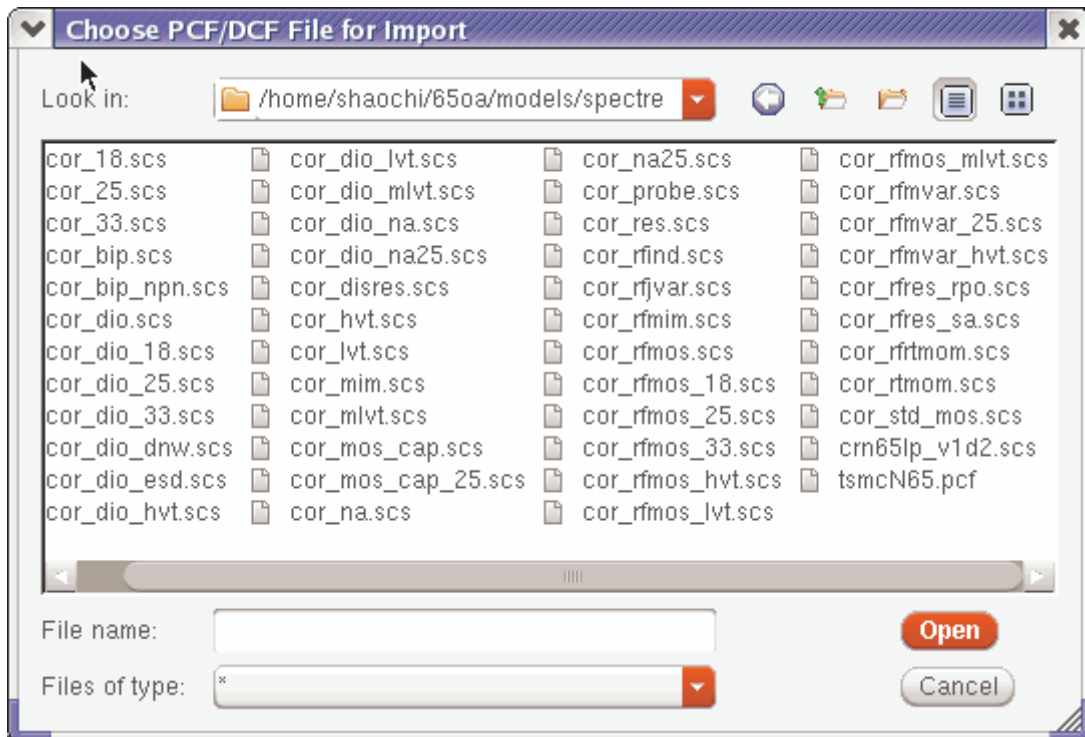 Choose PCF/DCF File for Import
Look in: /home/shaochi/65oa/models/spectre
cor_18.scs cor_dio_lvt.scs cor_na25.scs cor_rfmos_mlvt.scs
cor_25.scs cor_dio_mlvt.scs cor_probe.scs cor_rfmvar.scs
cor_33.scs cor_dio_na.scs cor_res.scs cor_rfmvar_25.scs
cor_bip.scs cor_dio_na25.scs cor_rfind.scs cor_rfmvar_hvt.scs
cor_bip_npn.scs cor_disres.scs cor_rfjvar.scs cor_rfres_rpo.scs
cor_dio.scs cor_hvt.scs cor_rfmim.scs cor_rfres_sa.scs
cor_dio_18.scs cor_lvt.scs cor_rfmos.scs cor_rfrtmom.scs
cor_dio_25.scs cor_mim.scs cor_rfmos_18.scs cor_rtmom.scs
cor_dio_33.scs cor_mlvt.scs cor_rfmos_25.scs cor_std_mos.scs
cor_dio_dnw.scs cor_mos_cap.scs cor_rfmos_33.scs crn65lp_v1d2.scs
cor_dio_esd.scs cor_mos_cap_25.scs cor_rfmos_hvt.scs tsmcN65.pcf
cor_dio_hvt.scs cor_na.scs cor_rfmos_lvt.scs
File name: Open
Files of type: * Cancel